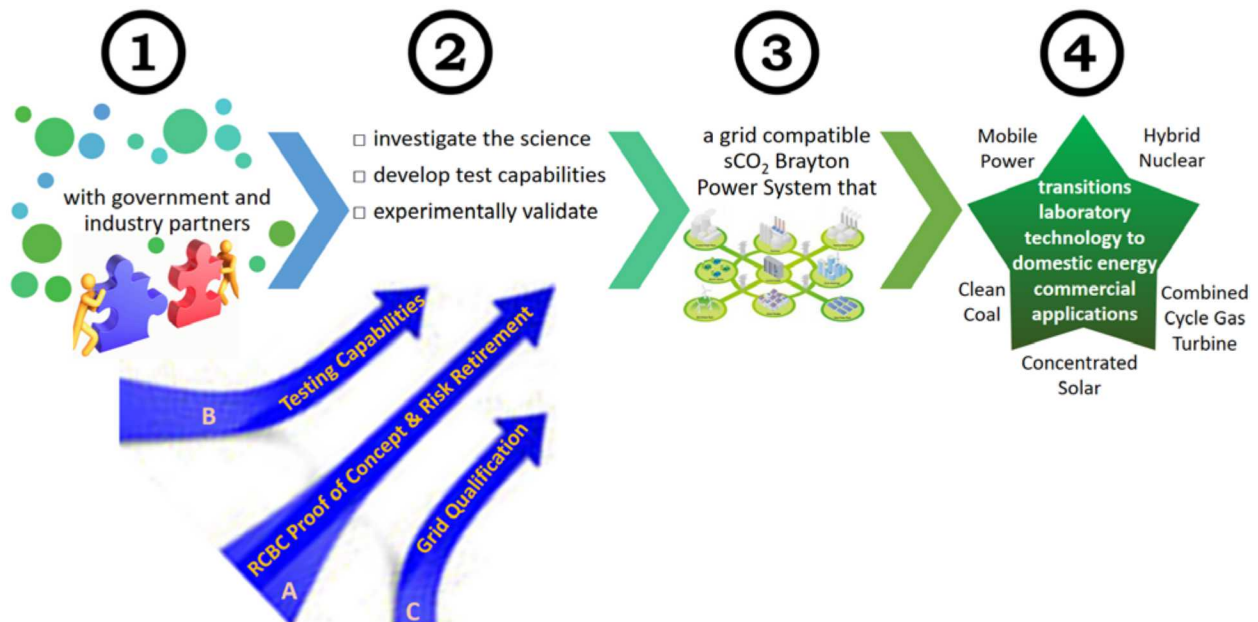 1
2
3
4
with government and
industry partners
□ investigate the science
□ develop test capabilities
□ experimentally validate
a grid compatible
sCO₂ Brayton
Power System that
Mobile
Power
Hybrid
Nuclear
transitions
laboratory
technology to
domestic energy
commercial
applications
Clean
Coal
Combined
Cycle Gas
Turbine
Concentrated
Solar
B
Testing Capabilities
A
RCBC Proof of Concept & Risk Retirement
C
Grid Qualification